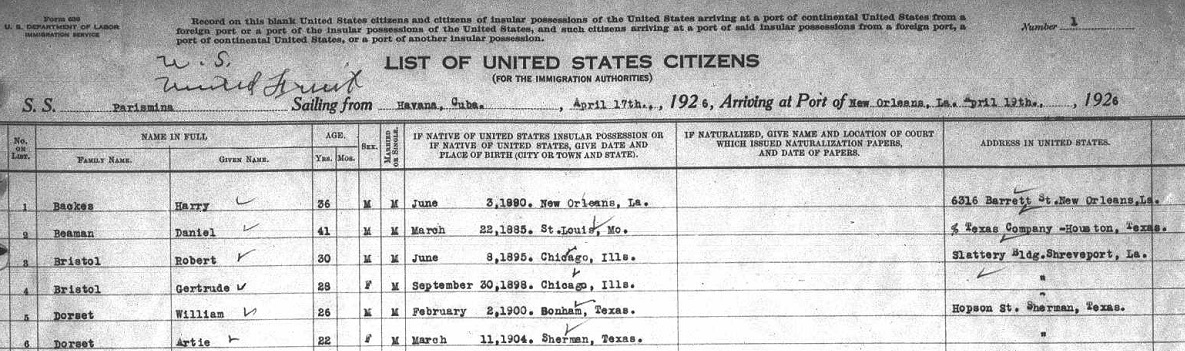 Form 630
U. S. DEPARTMENT OF LABOR
IMMIGRATION SERVICE
Record on this blank United States citizens and citizens of insular possessions of the United States arriving at a port of continental United States from a
foreign port or a port of the insular possessions of the United States, and such citizens arriving at a port of said insular possessions from a foreign port, a
port of continental United States, or a port of another insular possession.
Number 1
U. S.
United Fruit
LIST OF UNITED STATES CITIZENS
(FOR THE IMMIGRATION AUTHORITIES)
S. S. Parismina Sailing from Havana, Cuba. , April 17th., , 1926, Arriving at Port of New Orleans, La. April 19th., , 1926
No. ON LIST. NAME IN FULL AGE. SEX. MARRIED OR SINGLE. IF NATIVE OF UNITED STATES INSULAR POSSESSION OR IF NATIVE OF UNITED STATES, GIVE DATE AND PLACE OF BIRTH (CITY OR TOWN AND STATE). IF NATURALIZED, GIVE NAME AND LOCATION OF COURT WHICH ISSUED NATURALIZATION PAPERS, AND DATE OF PAPERS. ADDRESS IN UNITED STATES.
FAMILY NAME. GIVEN NAME. Yrs. Mos.
1 Backes Harry 36 M M June 3,1890. New Orleans, La. 6316 Barrett St.New Orleans,La.
2 Beaman Daniel 41 M M March 22,1885. St.Louis, Mo. % Texas Company -Houston, Texas.
3 Bristol Robert 30 M M June 8,1895. Chicago, Ills. Slattery Bldg.Shreveport, La.
4 Bristol Gertrude 28 F M September 30,1898. Chicago, Ills. "
5 Dorset William 26 M M February 2,1900. Bonham, Texas. Hopson St. Sherman, Texas.
6 Dorset Artie 22 F M March 11,1904. Sherman, Texas. "